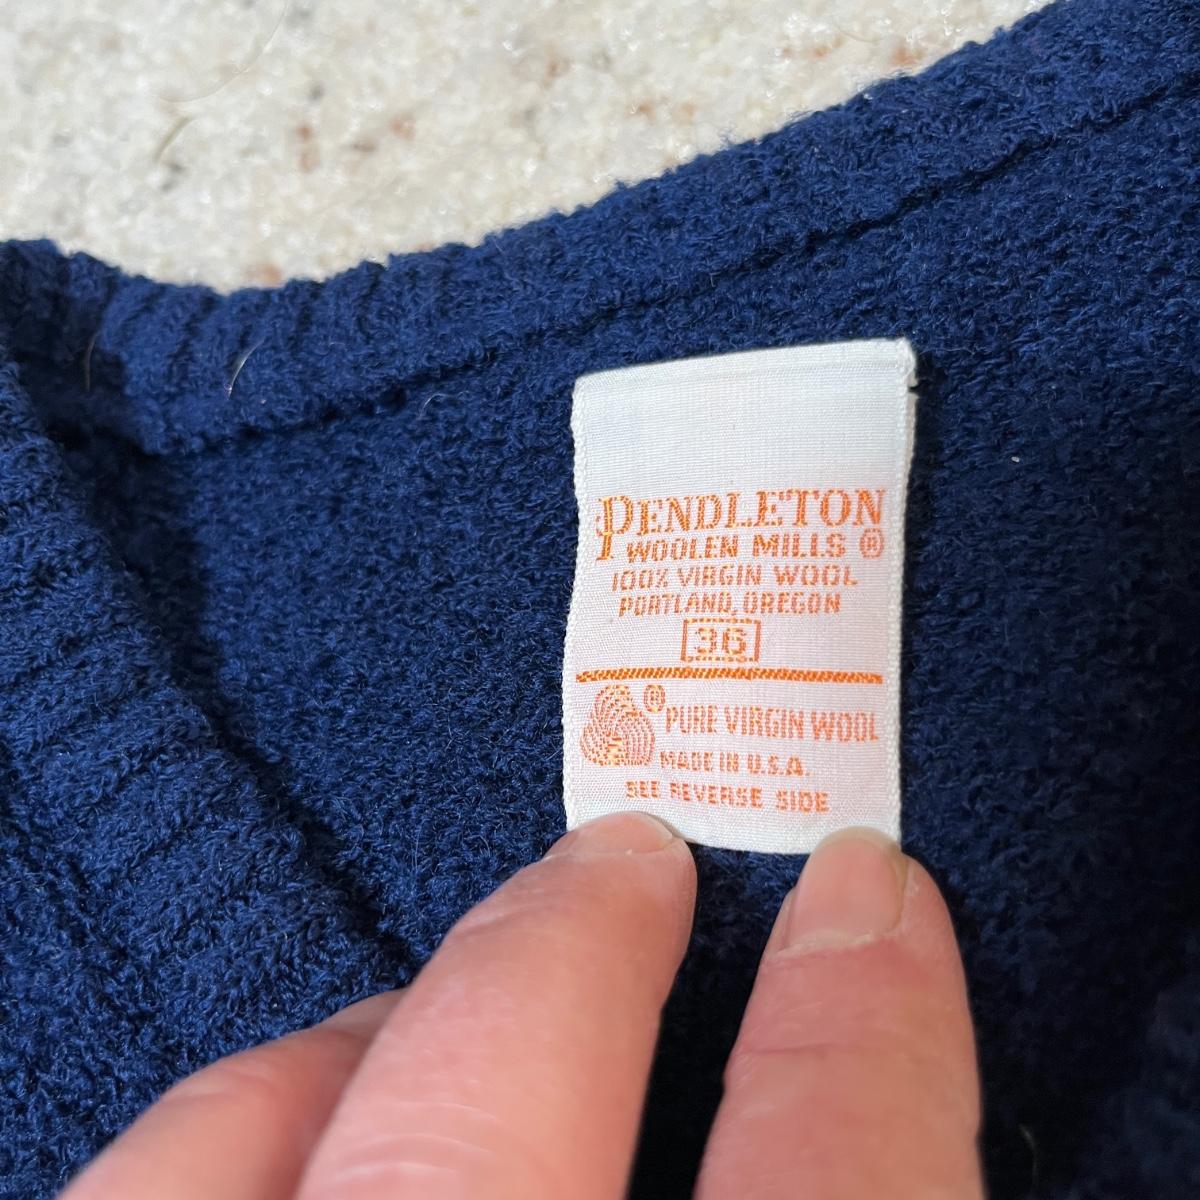 PENDLETON
WOOLEN MILLS ®
100% VIRGIN WOOL
PORTLAND, OREGON
36
® PURE VIRGIN WOOL
MADE IN U.S.A.
SEE REVERSE SIDE